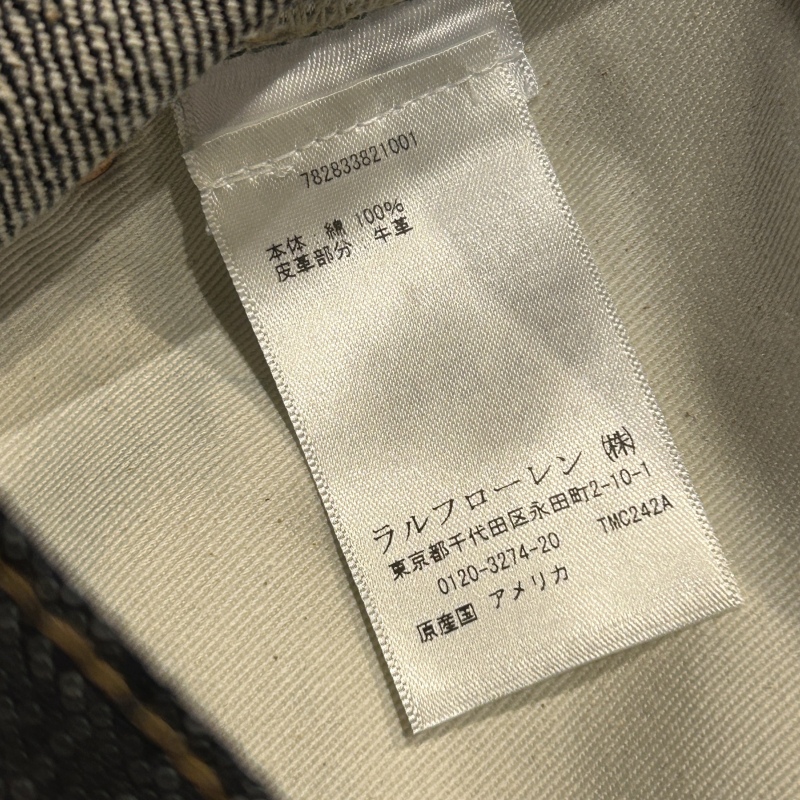 782833821001
本体 綿 100%
皮革部分 牛革
ラルフローレン ㈱
東京都千代田区永田町2-10-1
0120-3274-20 TMC242A
原産国 アメリカ